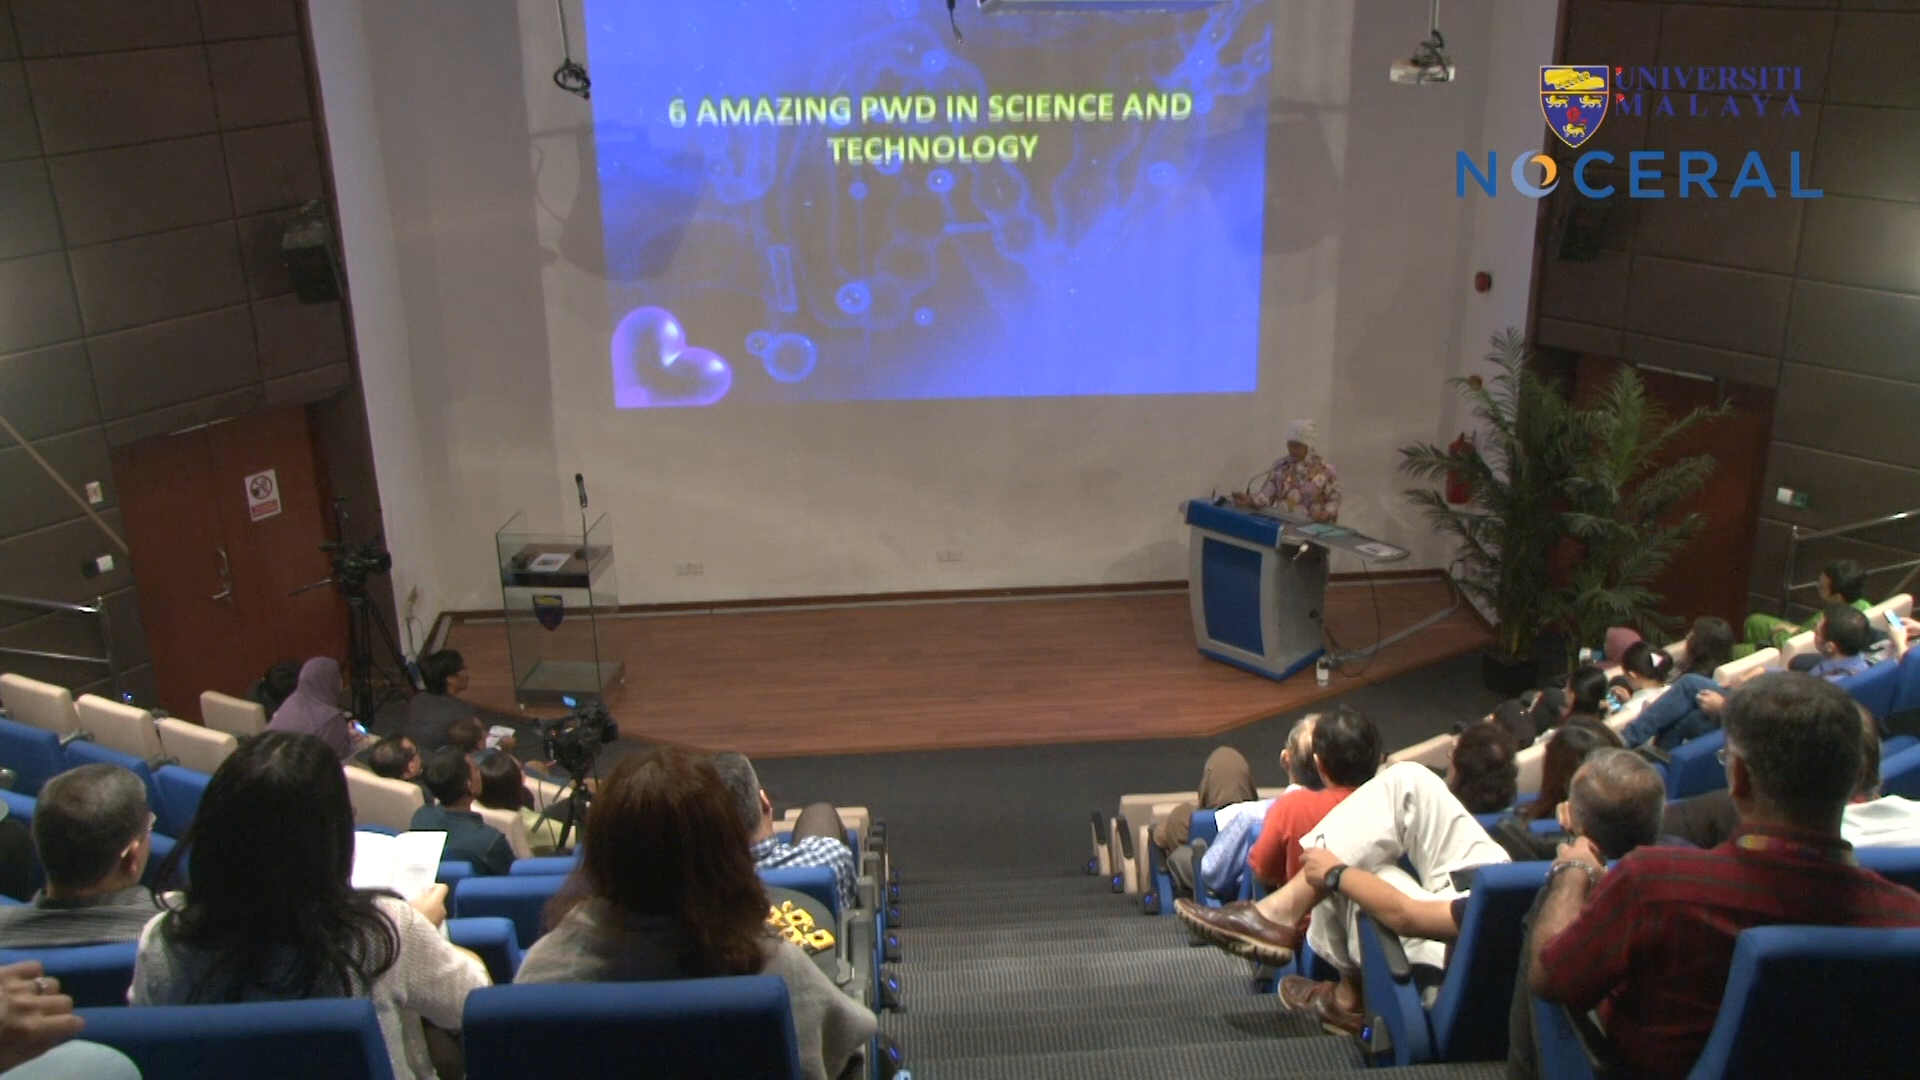 6 AMAZING PWD IN SCIENCE AND
TECHNOLOGY
UNIVERSITI
MALAYA
NOCERAL